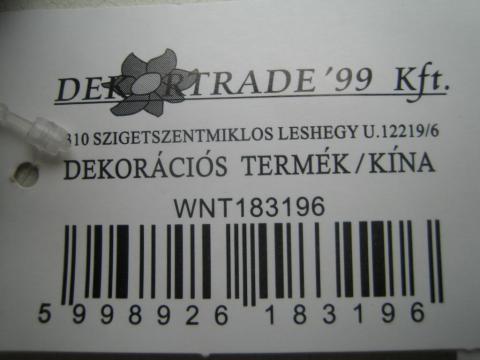 DEKORTRADE '99 Kft.
310 SZIGETSZENTMIKLOS LESHEGY U.12219/6
DEKORÁCIÓS TERMÉK/KÍNA
WNT183196
5 998926 183196